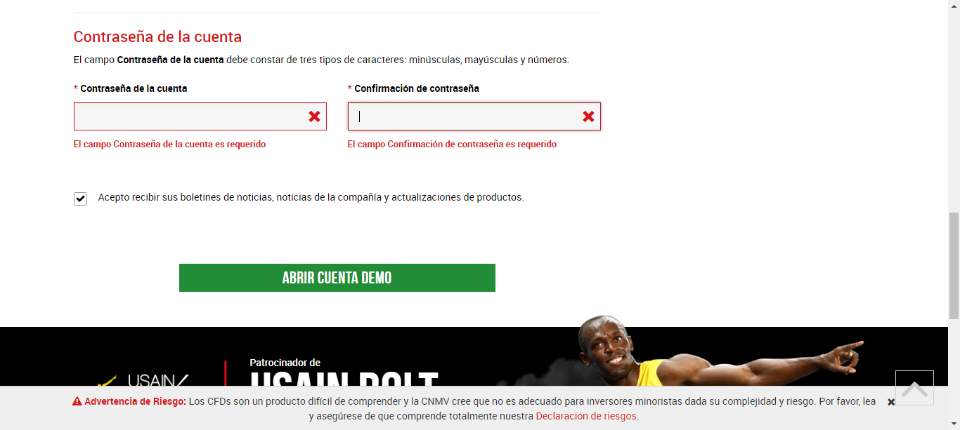 Contraseña de la cuenta
El campo Contraseña de la cuenta debe constar de tres tipos de caracteres: minúsculas, mayúsculas y números.
* Contraseña de la cuenta
* Confirmación de contraseña
El campo Contraseña de la cuenta es requerido
El campo Confirmación de contraseña es requerido
Acepto recibir sus boletines de noticias, noticias de la compañía y actualizaciones de productos.
ABRIR CUENTA DEMO
Patrocinador de
USAIN
USAIN BOLT
Advertencia de Riesgo: Los CFDs son un producto difícil de comprender y la CNMV cree que no es adecuado para inversores minoristas dada su complejidad y riesgo. Por favor, lea
y asegúrese de que comprende totalmente nuestra Declaración de riesgos.